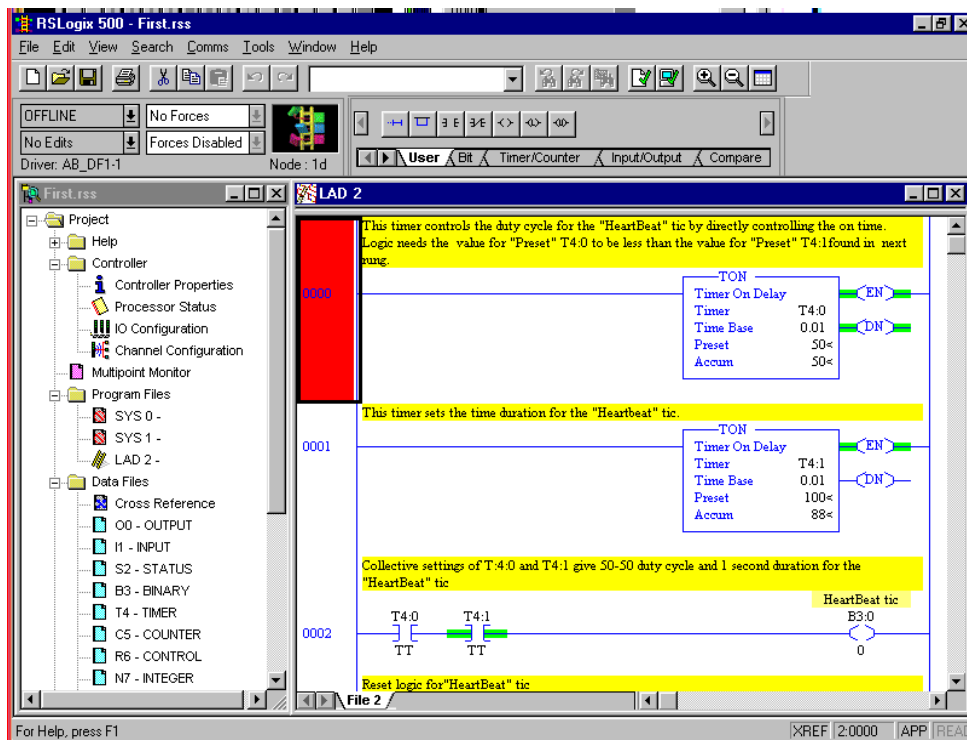 RSLogix 500 - First.rss
File Edit View Search Comms Tools Window Help
OFFLINE No Forces
No Edits Forces Disabled
Driver: AB_DF1-1 Node : 1d
User Bit Timer/Counter Input/Output Compare
First.rss
Project
Help
Controller
Controller Properties
Processor Status
IO Configuration
Channel Configuration
Multipoint Monitor
Program Files
SYS 0 -
SYS 1 -
LAD 2 -
Data Files
Cross Reference
O0 - OUTPUT
I1 - INPUT
S2 - STATUS
B3 - BINARY
T4 - TIMER
C5 - COUNTER
R6 - CONTROL
N7 - INTEGER
LAD 2
This timer controls the duty cycle for the "HeartBeat" tic by directly controlling the on time.
Logic needs the value for "Preset" T4:0 to be less than the value for "Preset" T4:1found in next
rung.
0000
TON
Timer On Delay EN
Timer T4:0
Time Base 0.01 DN
Preset 50<
Accum 50<
This timer sets the time duration for the "Heartbeat" tic.
0001
TON
Timer On Delay EN
Timer T4:1
Time Base 0.01 DN
Preset 100<
Accum 88<
Collective settings of T:4:0 and T4:1 give 50-50 duty cycle and 1 second duration for the
"HeartBeat" tic
HeartBeat tic
T4:0 T4:1 B3:0
0002
TT TT 0
Reset logic for"HeartBeat" tic
File 2
For Help, press F1 XREF 2:0000 APP READ